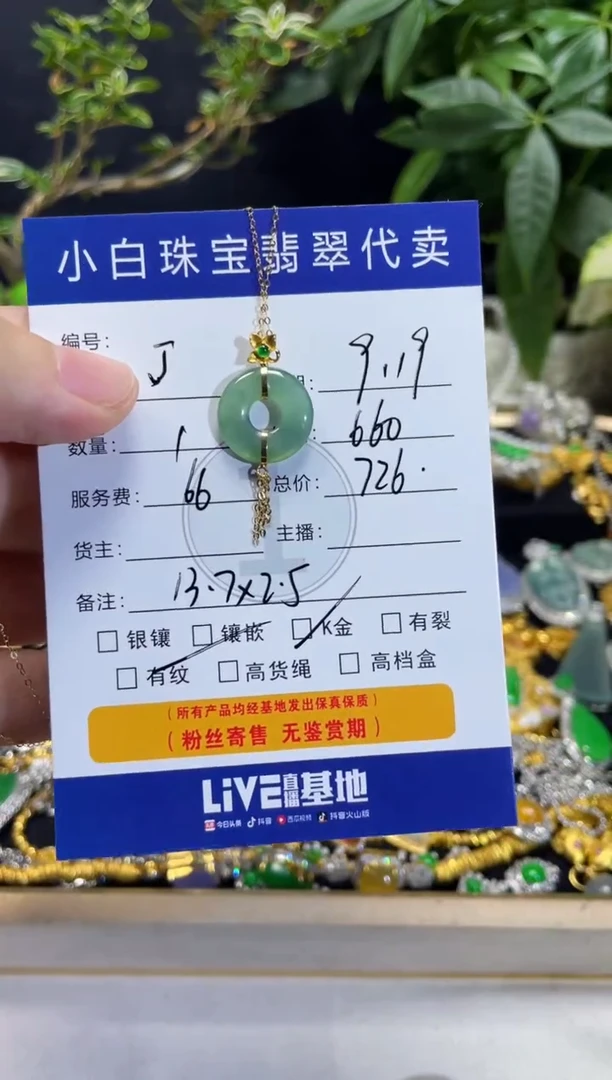 小白珠宝翡翠代卖
编号: J : 9.19
数量: 1 : 660
服务费: 66 总价: 726.
货主: 主播:
备注: 13.7x2.5
□ 银镶 □ 镶嵌 □ K金 □ 有裂
□ 有纹 □ 高货绳 □ 高档盒
(所有产品均经基地发出保真保质)
(粉丝寄售 无鉴赏期)
LiVE直播基地
今日头条 抖音 西瓜视频 抖音火山版